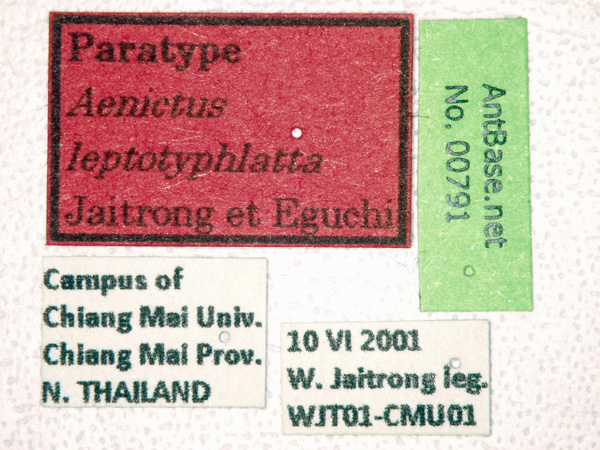 Paratype
Aenictus
leptotyphlatta
Jaitrong et Eguchi
AntBase.net
No. 00791
Campus of
Chiang Mai Univ.
Chiang Mai Prov.
N. THAILAND
10 VI 2001
W. Jaitrong leg.
WJT01-CMU01